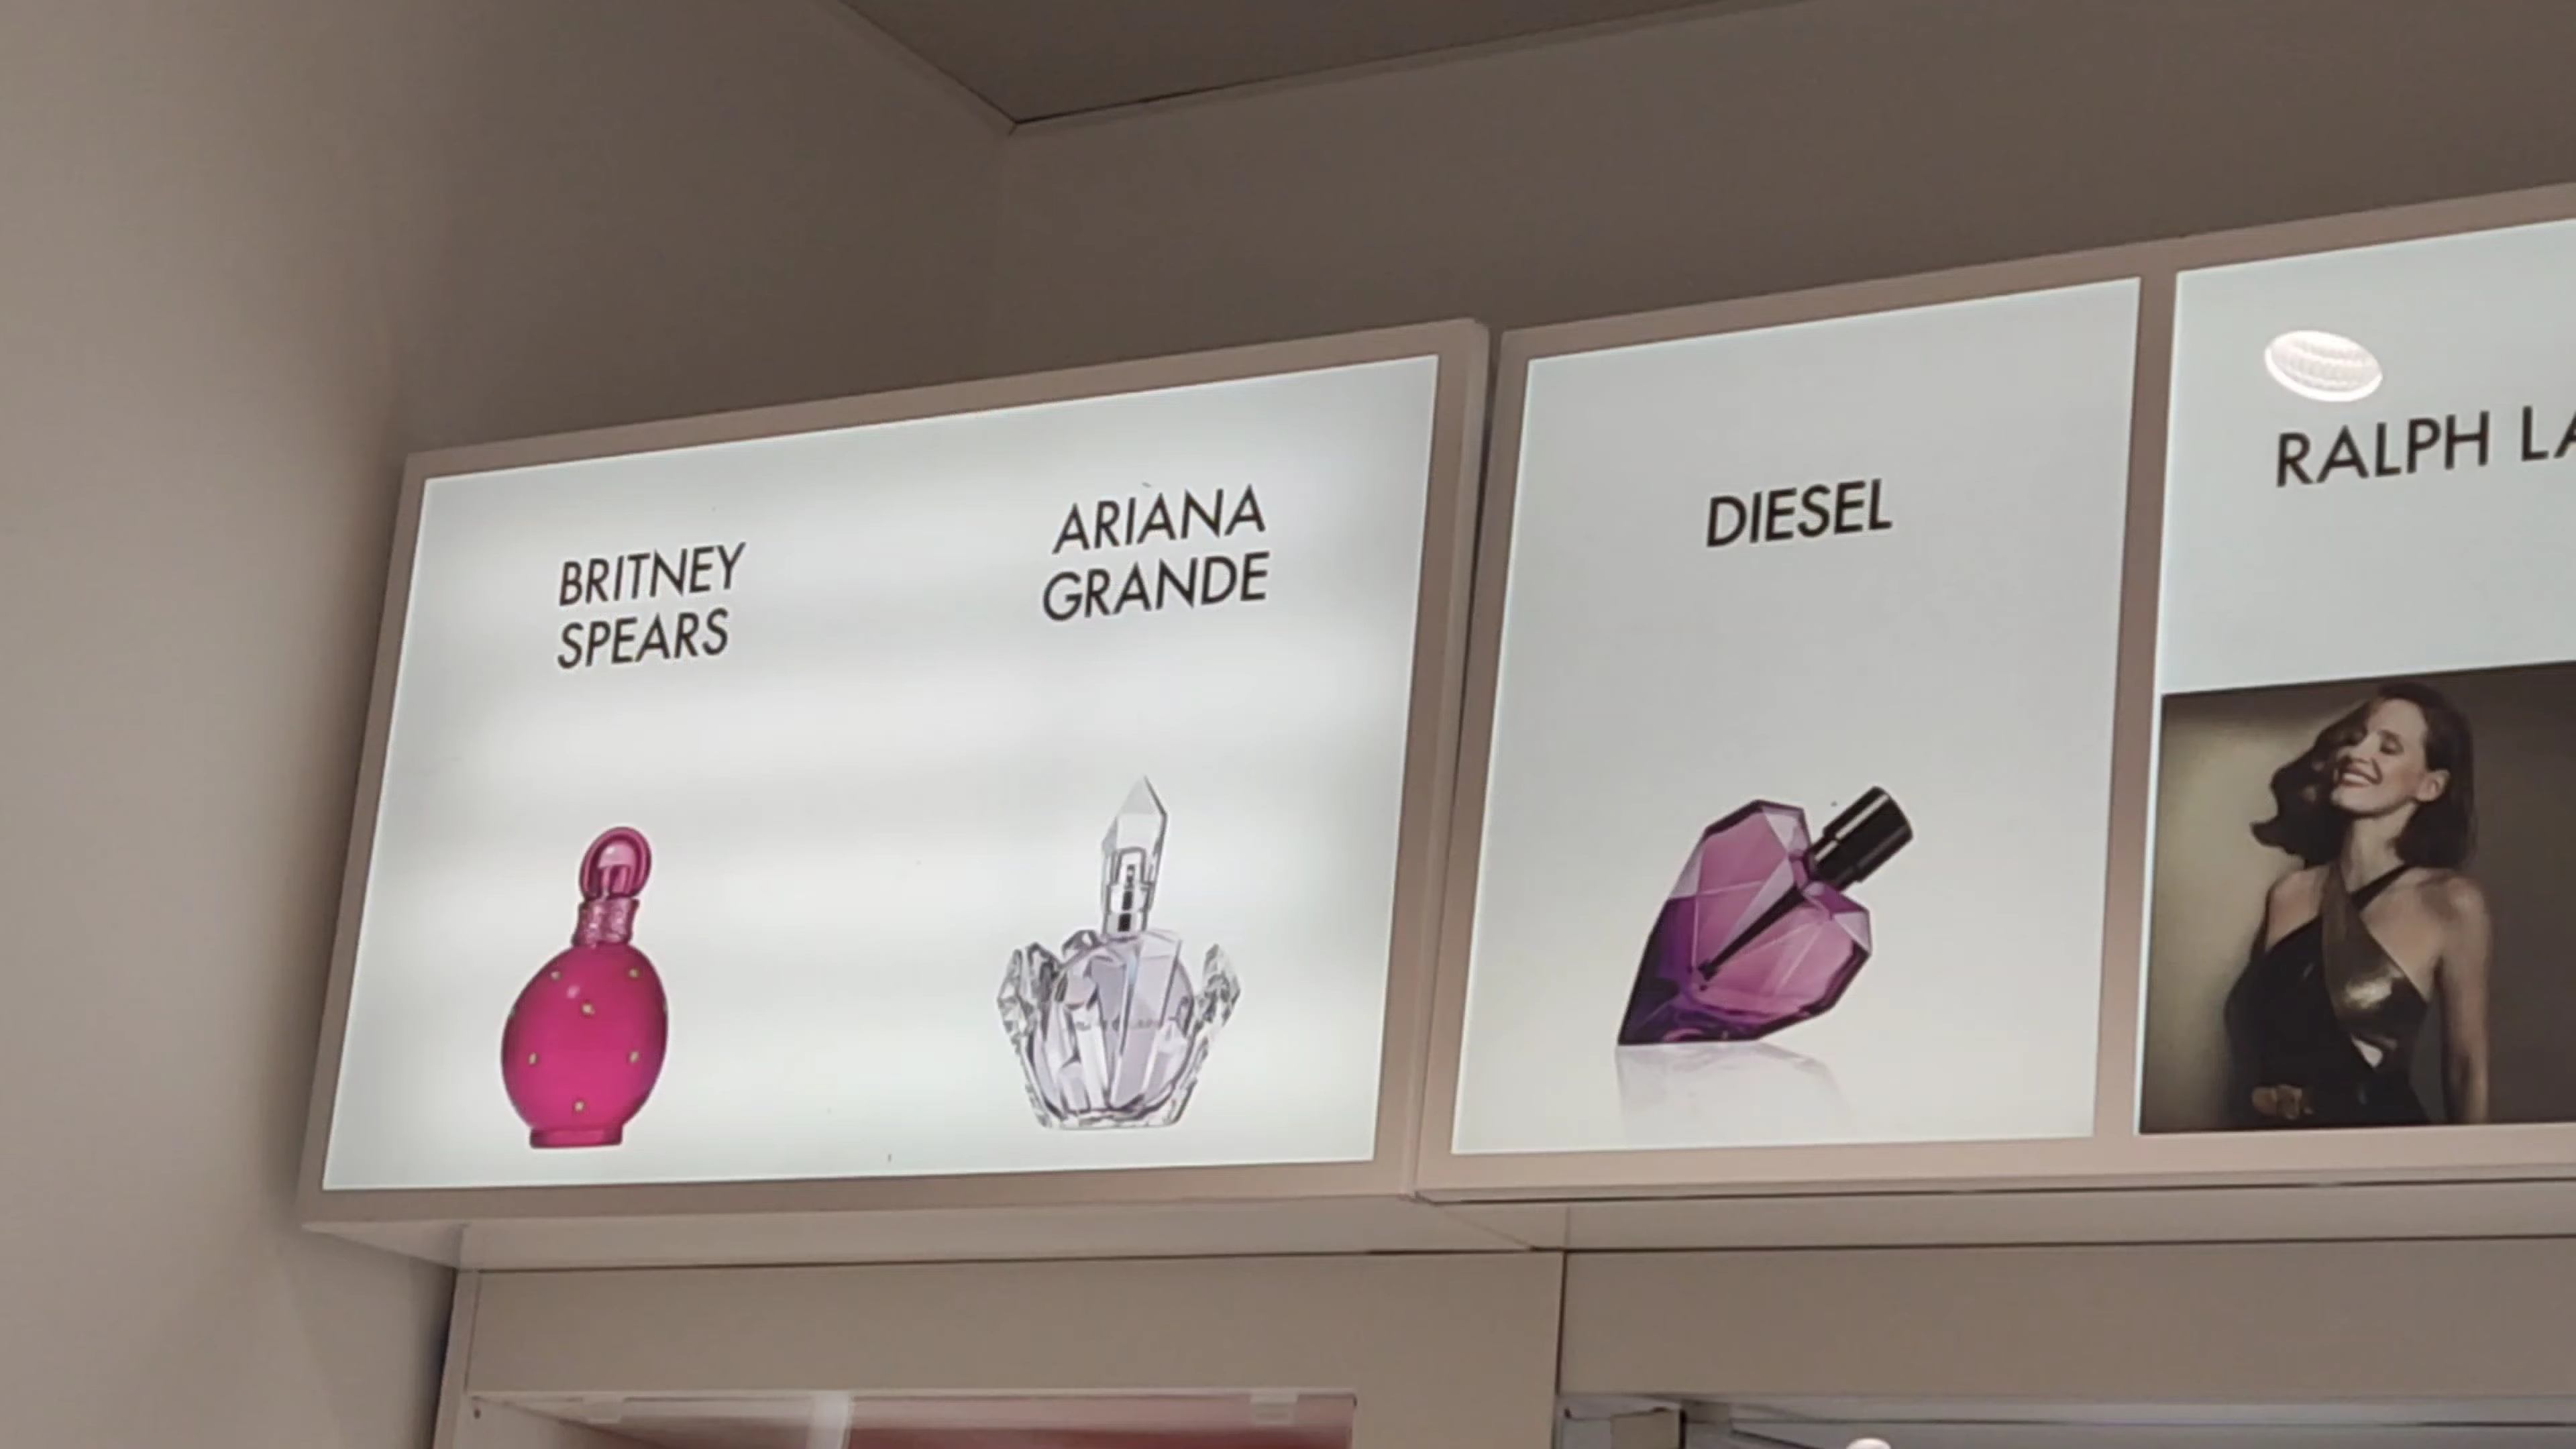 BRITNEY
SPEARS
ARIANA
GRANDE
DIESEL
RALPH LA